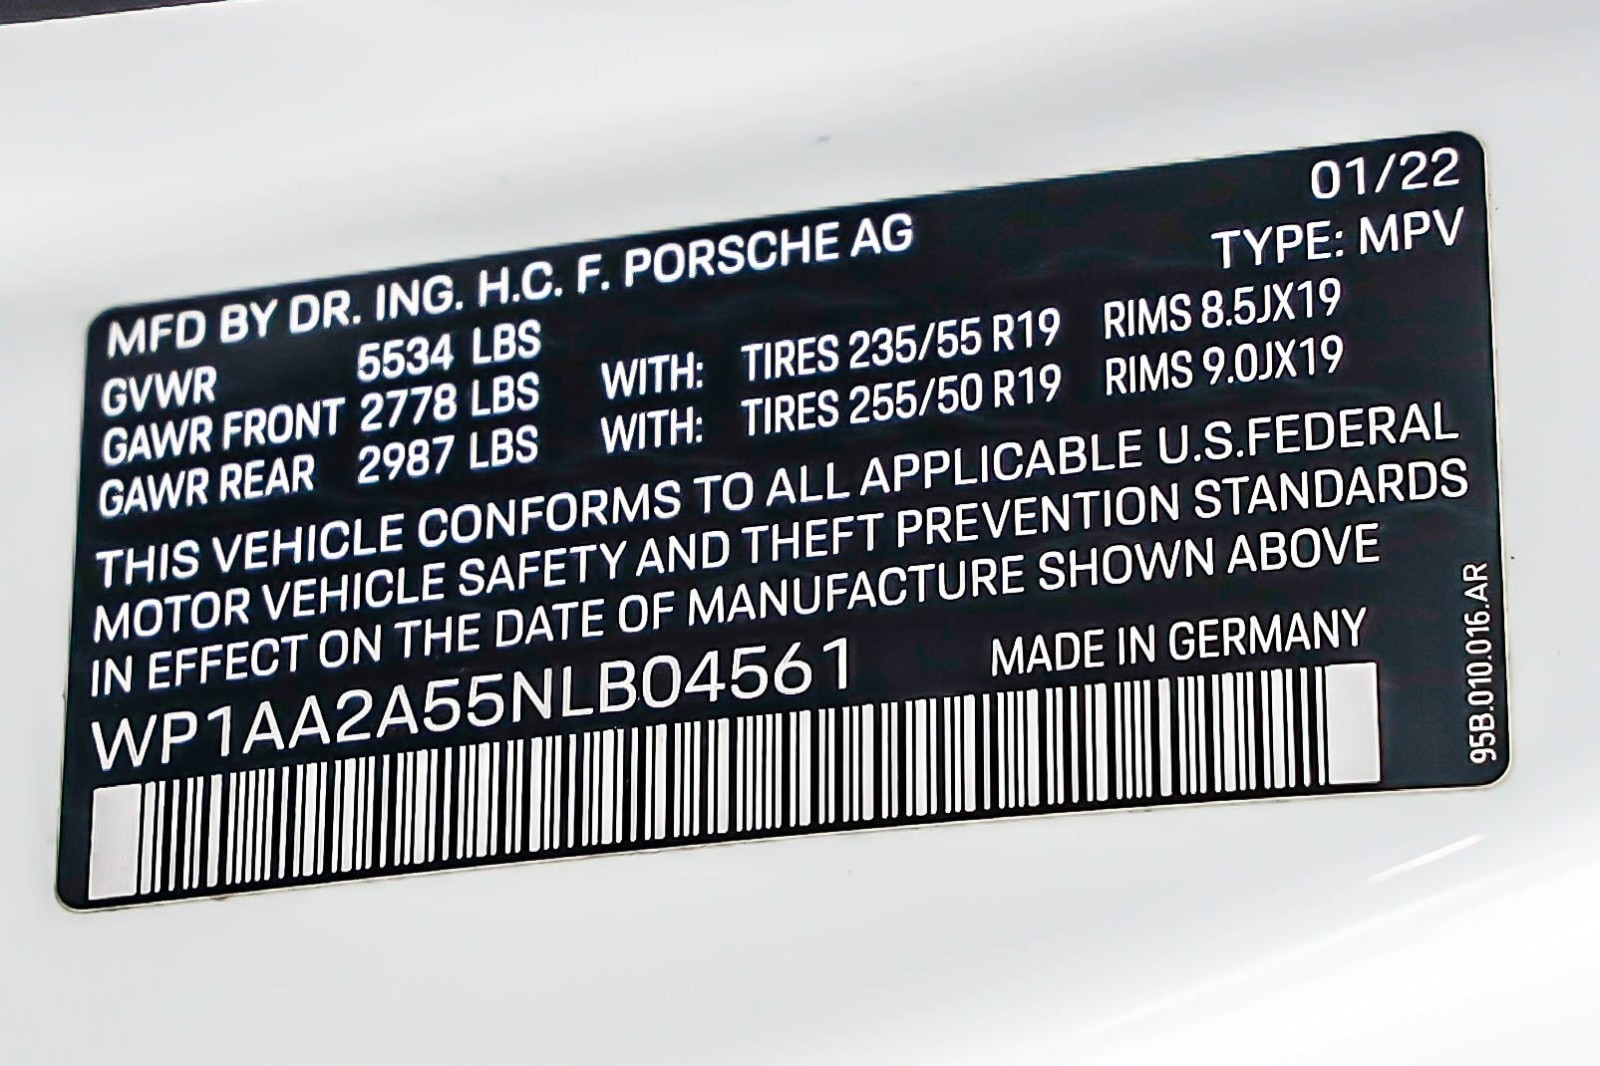 01/22
MFD BY DR. ING. H.C. F. PORSCHE AG TYPE: MPV
GVWR 5534 LBS
GAWR FRONT 2778 LBS WITH: TIRES 235/55 R19 RIMS 8.5JX19
GAWR REAR 2987 LBS WITH: TIRES 255/50 R19 RIMS 9.0JX19
THIS VEHICLE CONFORMS TO ALL APPLICABLE U.S.FEDERAL
MOTOR VEHICLE SAFETY AND THEFT PREVENTION STANDARDS
IN EFFECT ON THE DATE OF MANUFACTURE SHOWN ABOVE
WP1AA2A55NLB04561 MADE IN GERMANY
95B.010.016.AR